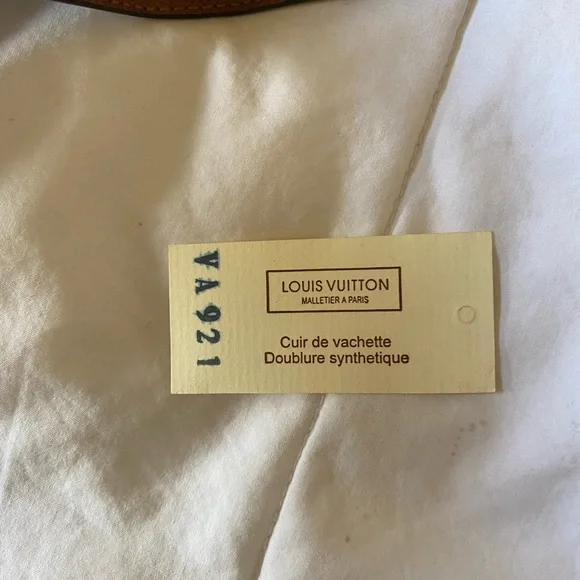 VA921
LOUIS VUITTON
MALLETIER A PARIS
Cuir de vachette
Doublure synthetique